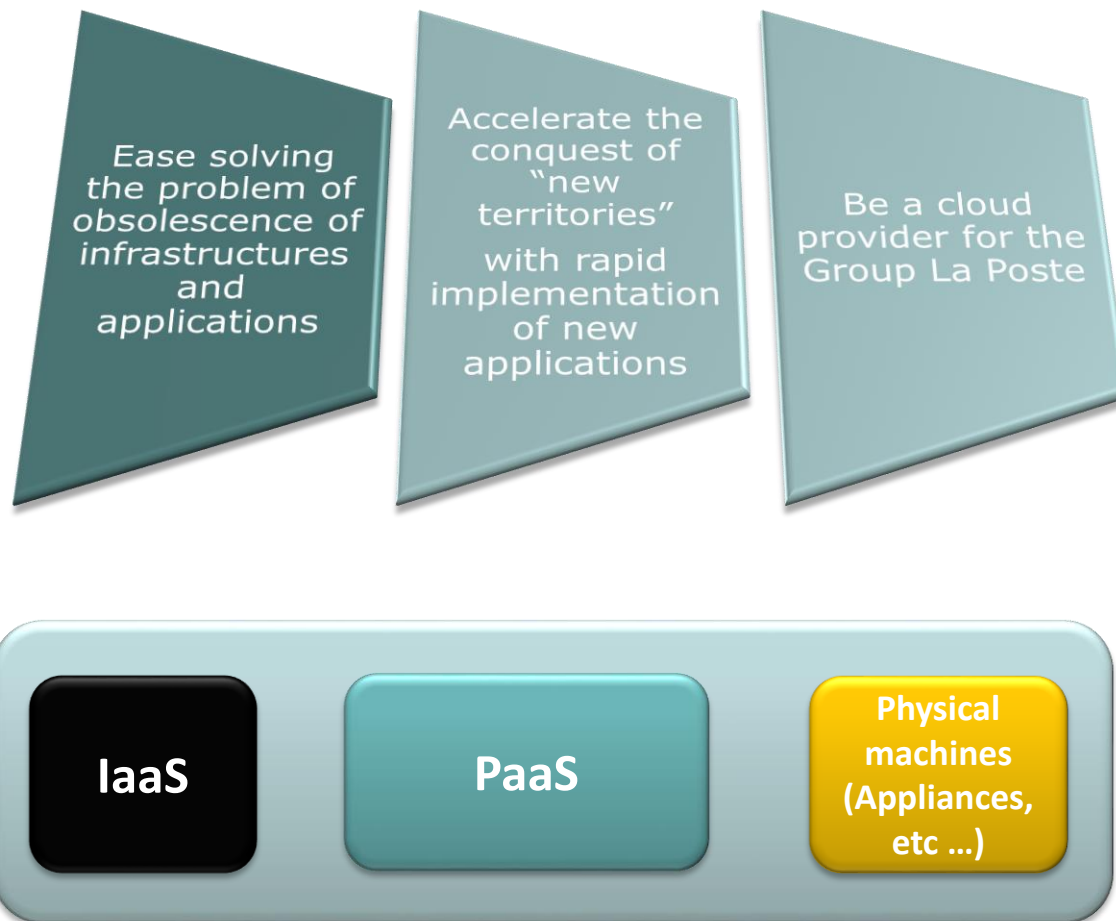 Ease solving
the problem of
obsolescence of
infrastructures
and
applications
Accelerate the
conquest of
“new
territories”
with rapid
implementation
of new
applications
Be a cloud
provider for the
Group La Poste
IaaS
PaaS
Physical
machines
(Appliances,
etc …)